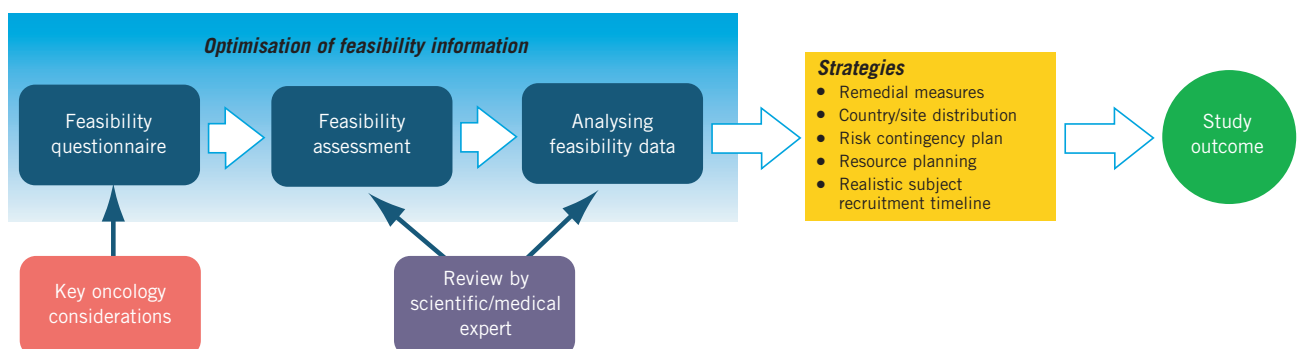 Optimisation of feasibility information
Feasibility
questionnaire
Feasibility
assessment
Analysing
feasibility data
Strategies
• Remedial measures
• Country/site distribution
• Risk contingency plan
• Resource planning
• Realistic subject
recruitment timeline
Study
outcome
Key oncology
considerations
Review by
scientific/medical
expert